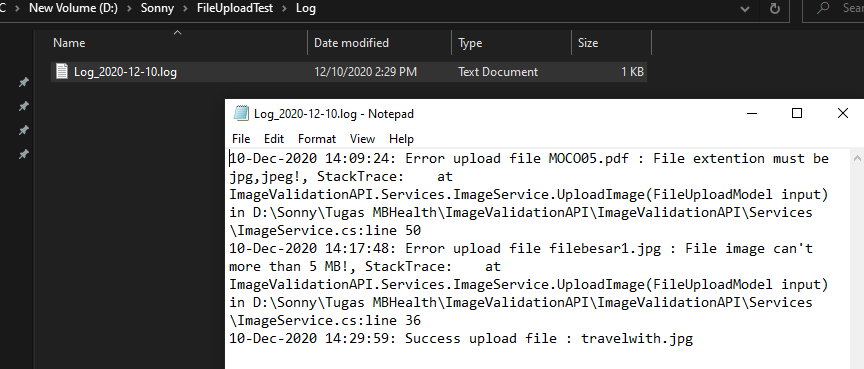 C > New Volume (D:) > Sonny > FileUploadTest > Log
Name Date modified Type Size
Log_2020-12-10.log 12/10/2020 2:29 PM Text Document 1 KB
Log_2020-12-10.log - Notepad
File Edit Format View Help
10-Dec-2020 14:09:24: Error upload file MOCO05.pdf : File extention must be
jpg,jpeg!, StackTrace:    at
ImageValidationAPI.Services.ImageService.UploadImage(FileUploadModel input)
in D:\Sonny\Tugas MBHealth\ImageValidationAPI\ImageValidationAPI\Services
\ImageService.cs:line 50
10-Dec-2020 14:17:48: Error upload file filebesar1.jpg : File image can't
more than 5 MB!, StackTrace:    at
ImageValidationAPI.Services.ImageService.UploadImage(FileUploadModel input)
in D:\Sonny\Tugas MBHealth\ImageValidationAPI\ImageValidationAPI\Services
\ImageService.cs:line 36
10-Dec-2020 14:29:59: Success upload file : travelwith.jpg